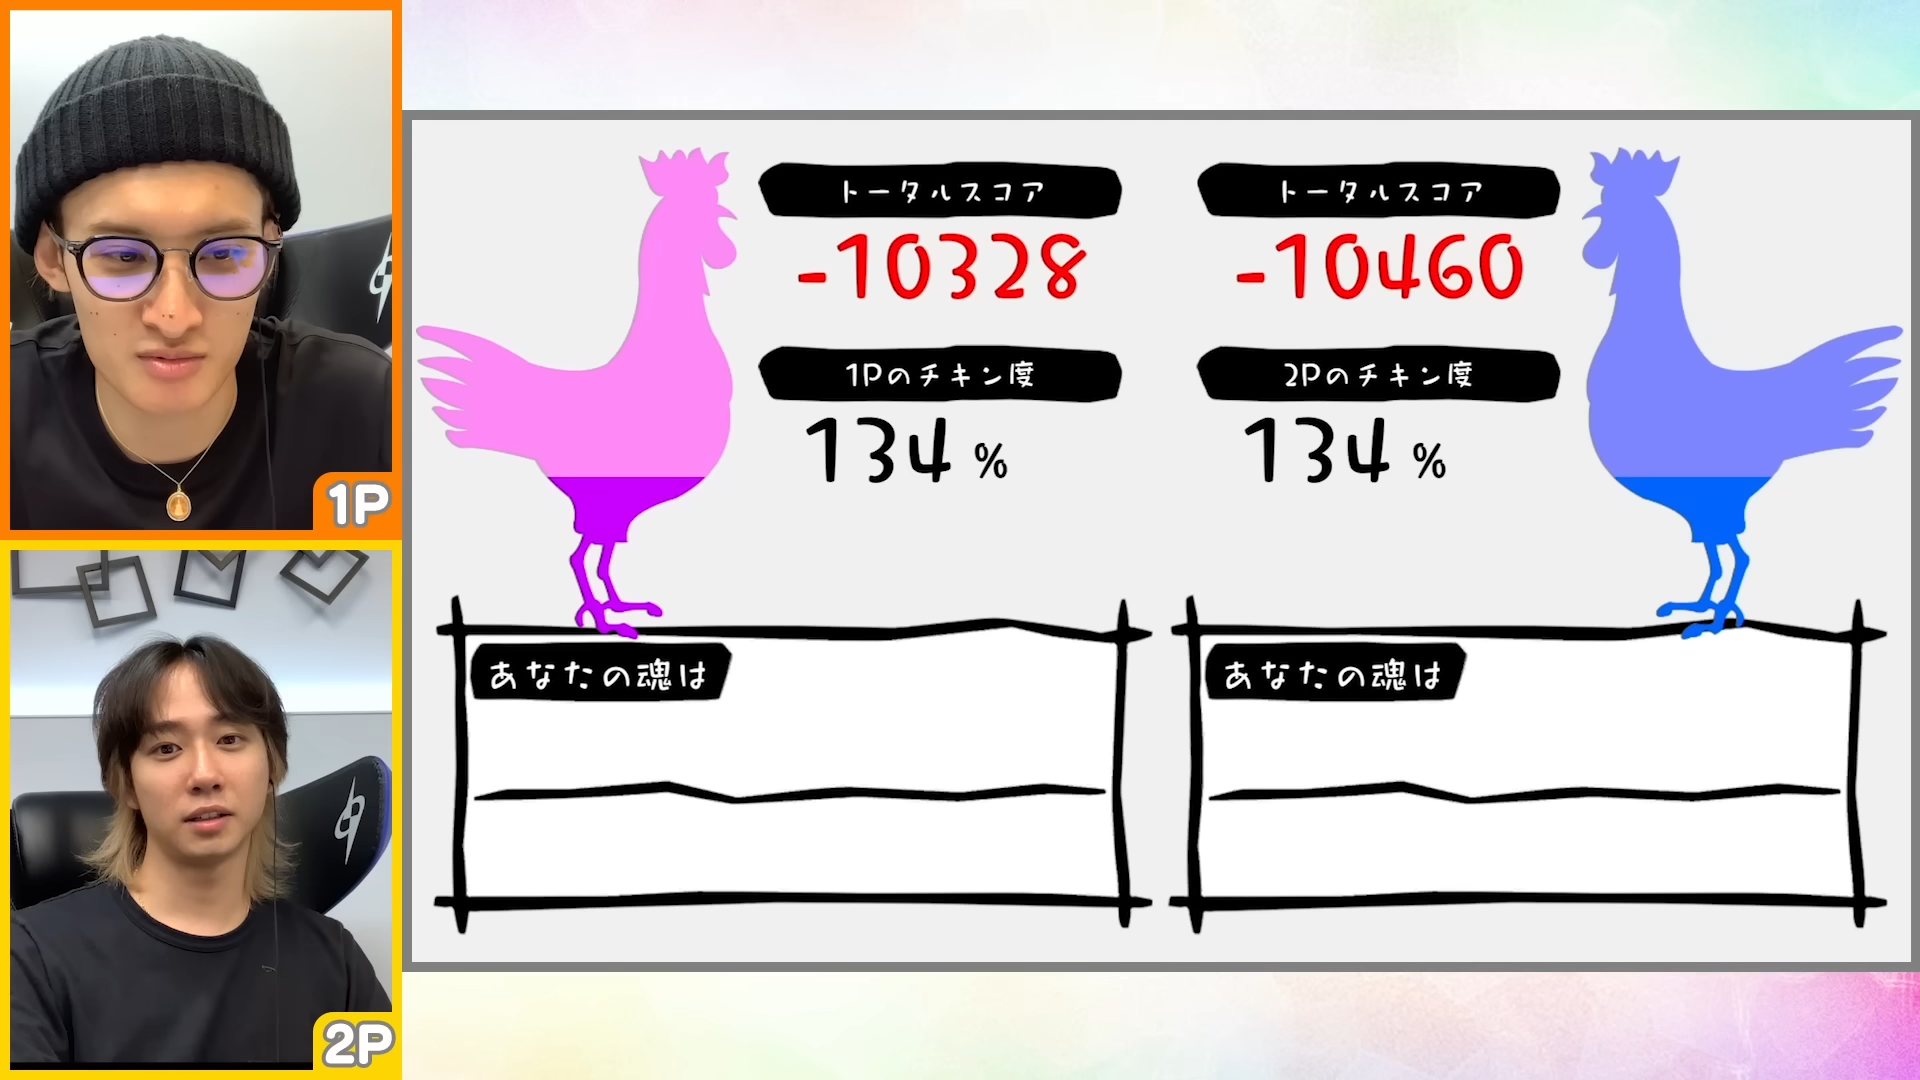 1P
2P
トータルスコア
-10328
1Pのチキン度
134 %
あなたの魂は
トータルスコア
-10460
2Pのチキン度
134 %
あなたの魂は